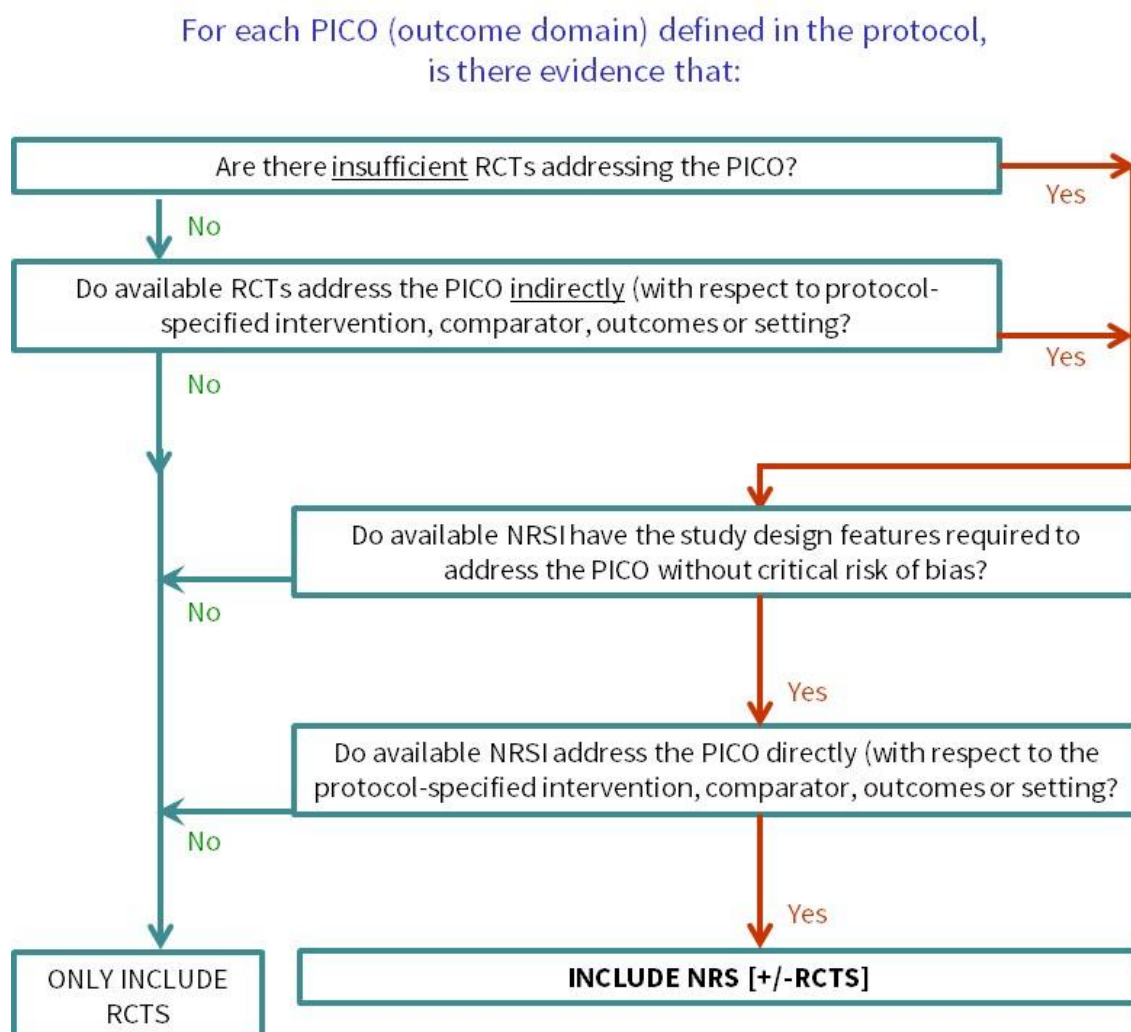 For each PICO (outcome domain) defined in the protocol,
is there evidence that:
Are there insufficient RCTs addressing the PICO?
Yes
No
Do available RCTs address the PICO indirectly (with respect to protocol-
specified intervention, comparator, outcomes or setting?
Yes
No
Do available NRSI have the study design features required to
address the PICO without critical risk of bias?
No
Yes
Do available NRSI address the PICO directly (with respect to the
protocol-specified intervention, comparator, outcomes or setting?
No
Yes
ONLY INCLUDE
RCTS
INCLUDE NRS [+/-RCTS]